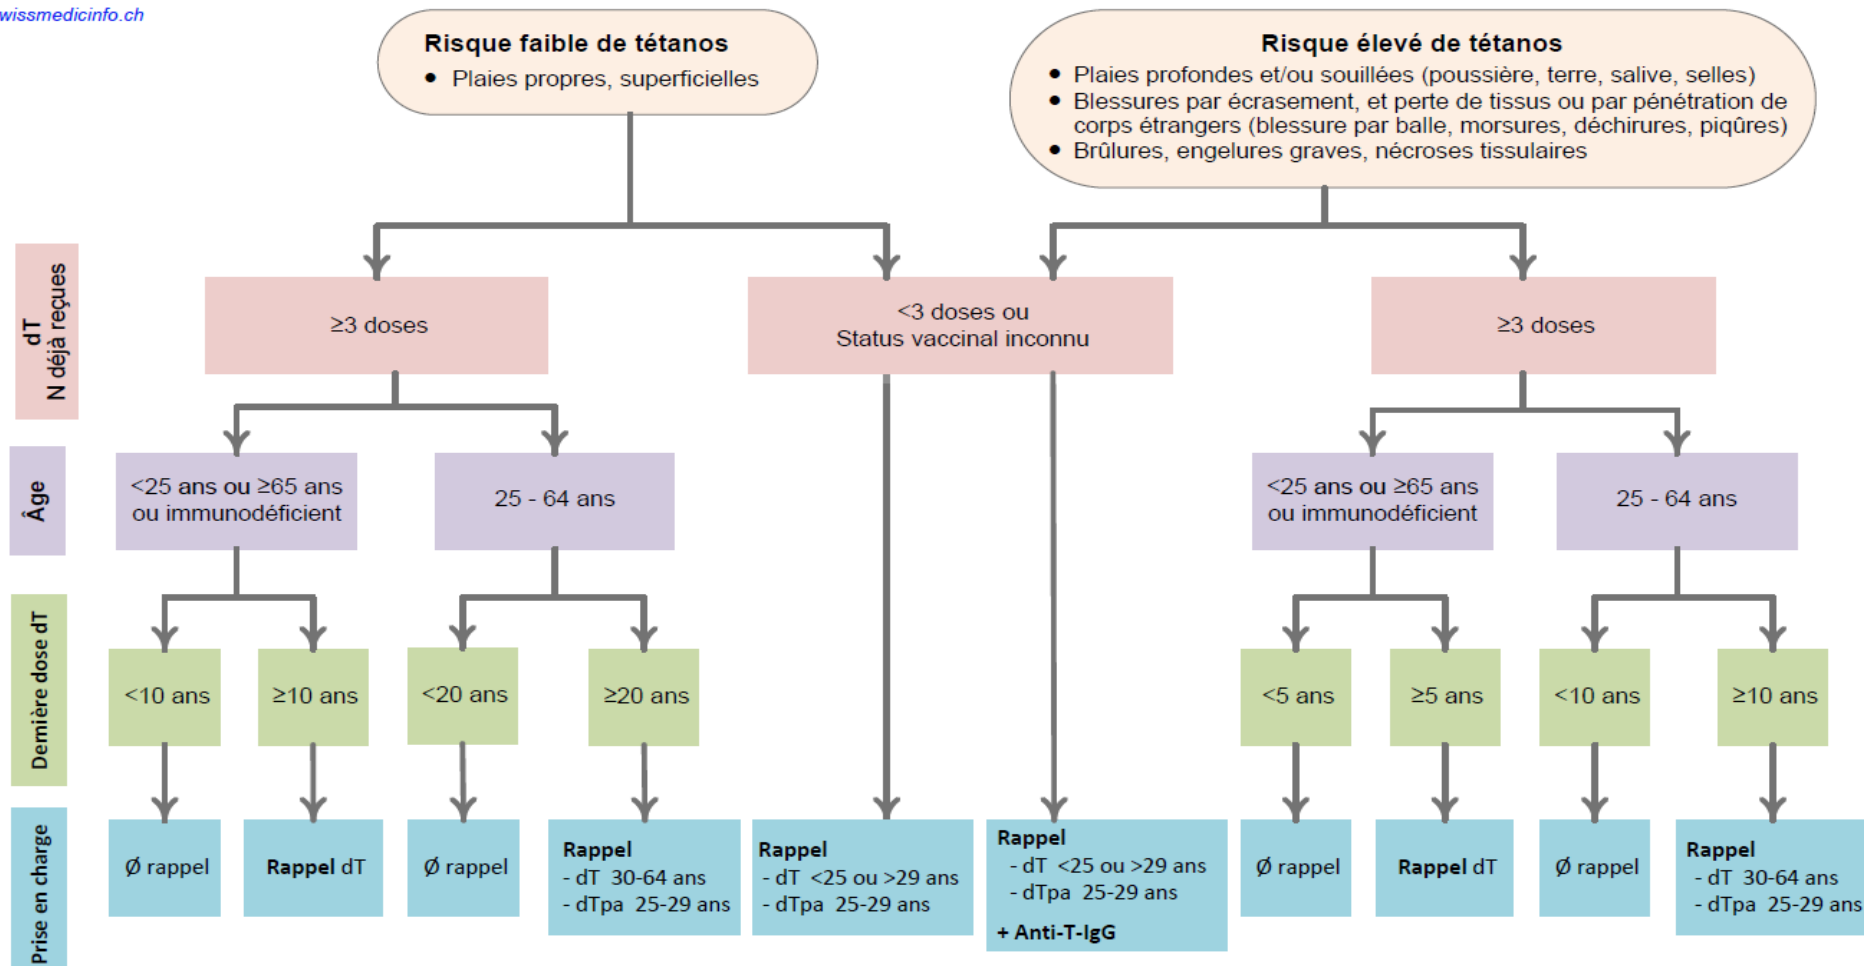 wissmedicinfo.ch
Risque faible de tétanos
• Plaies propres, superficielles
Risque élevé de tétanos
• Plaies profondes et/ou souillées (poussière, terre, salive, selles)
• Blessures par écrasement, et perte de tissus ou par pénétration de
corps étrangers (blessure par balle, morsures, déchirures, piqûres)
• Brûlures, engelures graves, nécroses tissulaires
dT
N déjà reçues
≥3 doses
<3 doses ou
Status vaccinal inconnu
≥3 doses
Âge
<25 ans ou ≥65 ans
ou immunodéficient
25 - 64 ans
<25 ans ou ≥65 ans
ou immunodéficient
25 - 64 ans
Dernière dose dT
<10 ans
≥10 ans
<20 ans
≥20 ans
<5 ans
≥5 ans
<10 ans
≥10 ans
Prise en charge
Ø rappel
Rappel dT
Ø rappel
Rappel
- dT 30-64 ans
- dTpa 25-29 ans
Rappel
- dT <25 ou >29 ans
- dTpa 25-29 ans
Rappel
- dT <25 ou >29 ans
- dTpa 25-29 ans
+ Anti-T-IgG
Ø rappel
Rappel dT
Ø rappel
Rappel
- dT 30-64 ans
- dTpa 25-29 ans